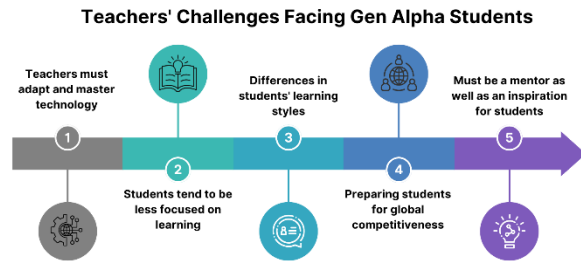 Teachers' Challenges Facing Gen Alpha Students
Teachers must
adapt and master
technology
1
2
Students tend to be
less focused on
learning
Differences in
students' learning
styles
3
4
Preparing students
for global
competitiveness
Must be a mentor as
well as an inspiration
for students
5